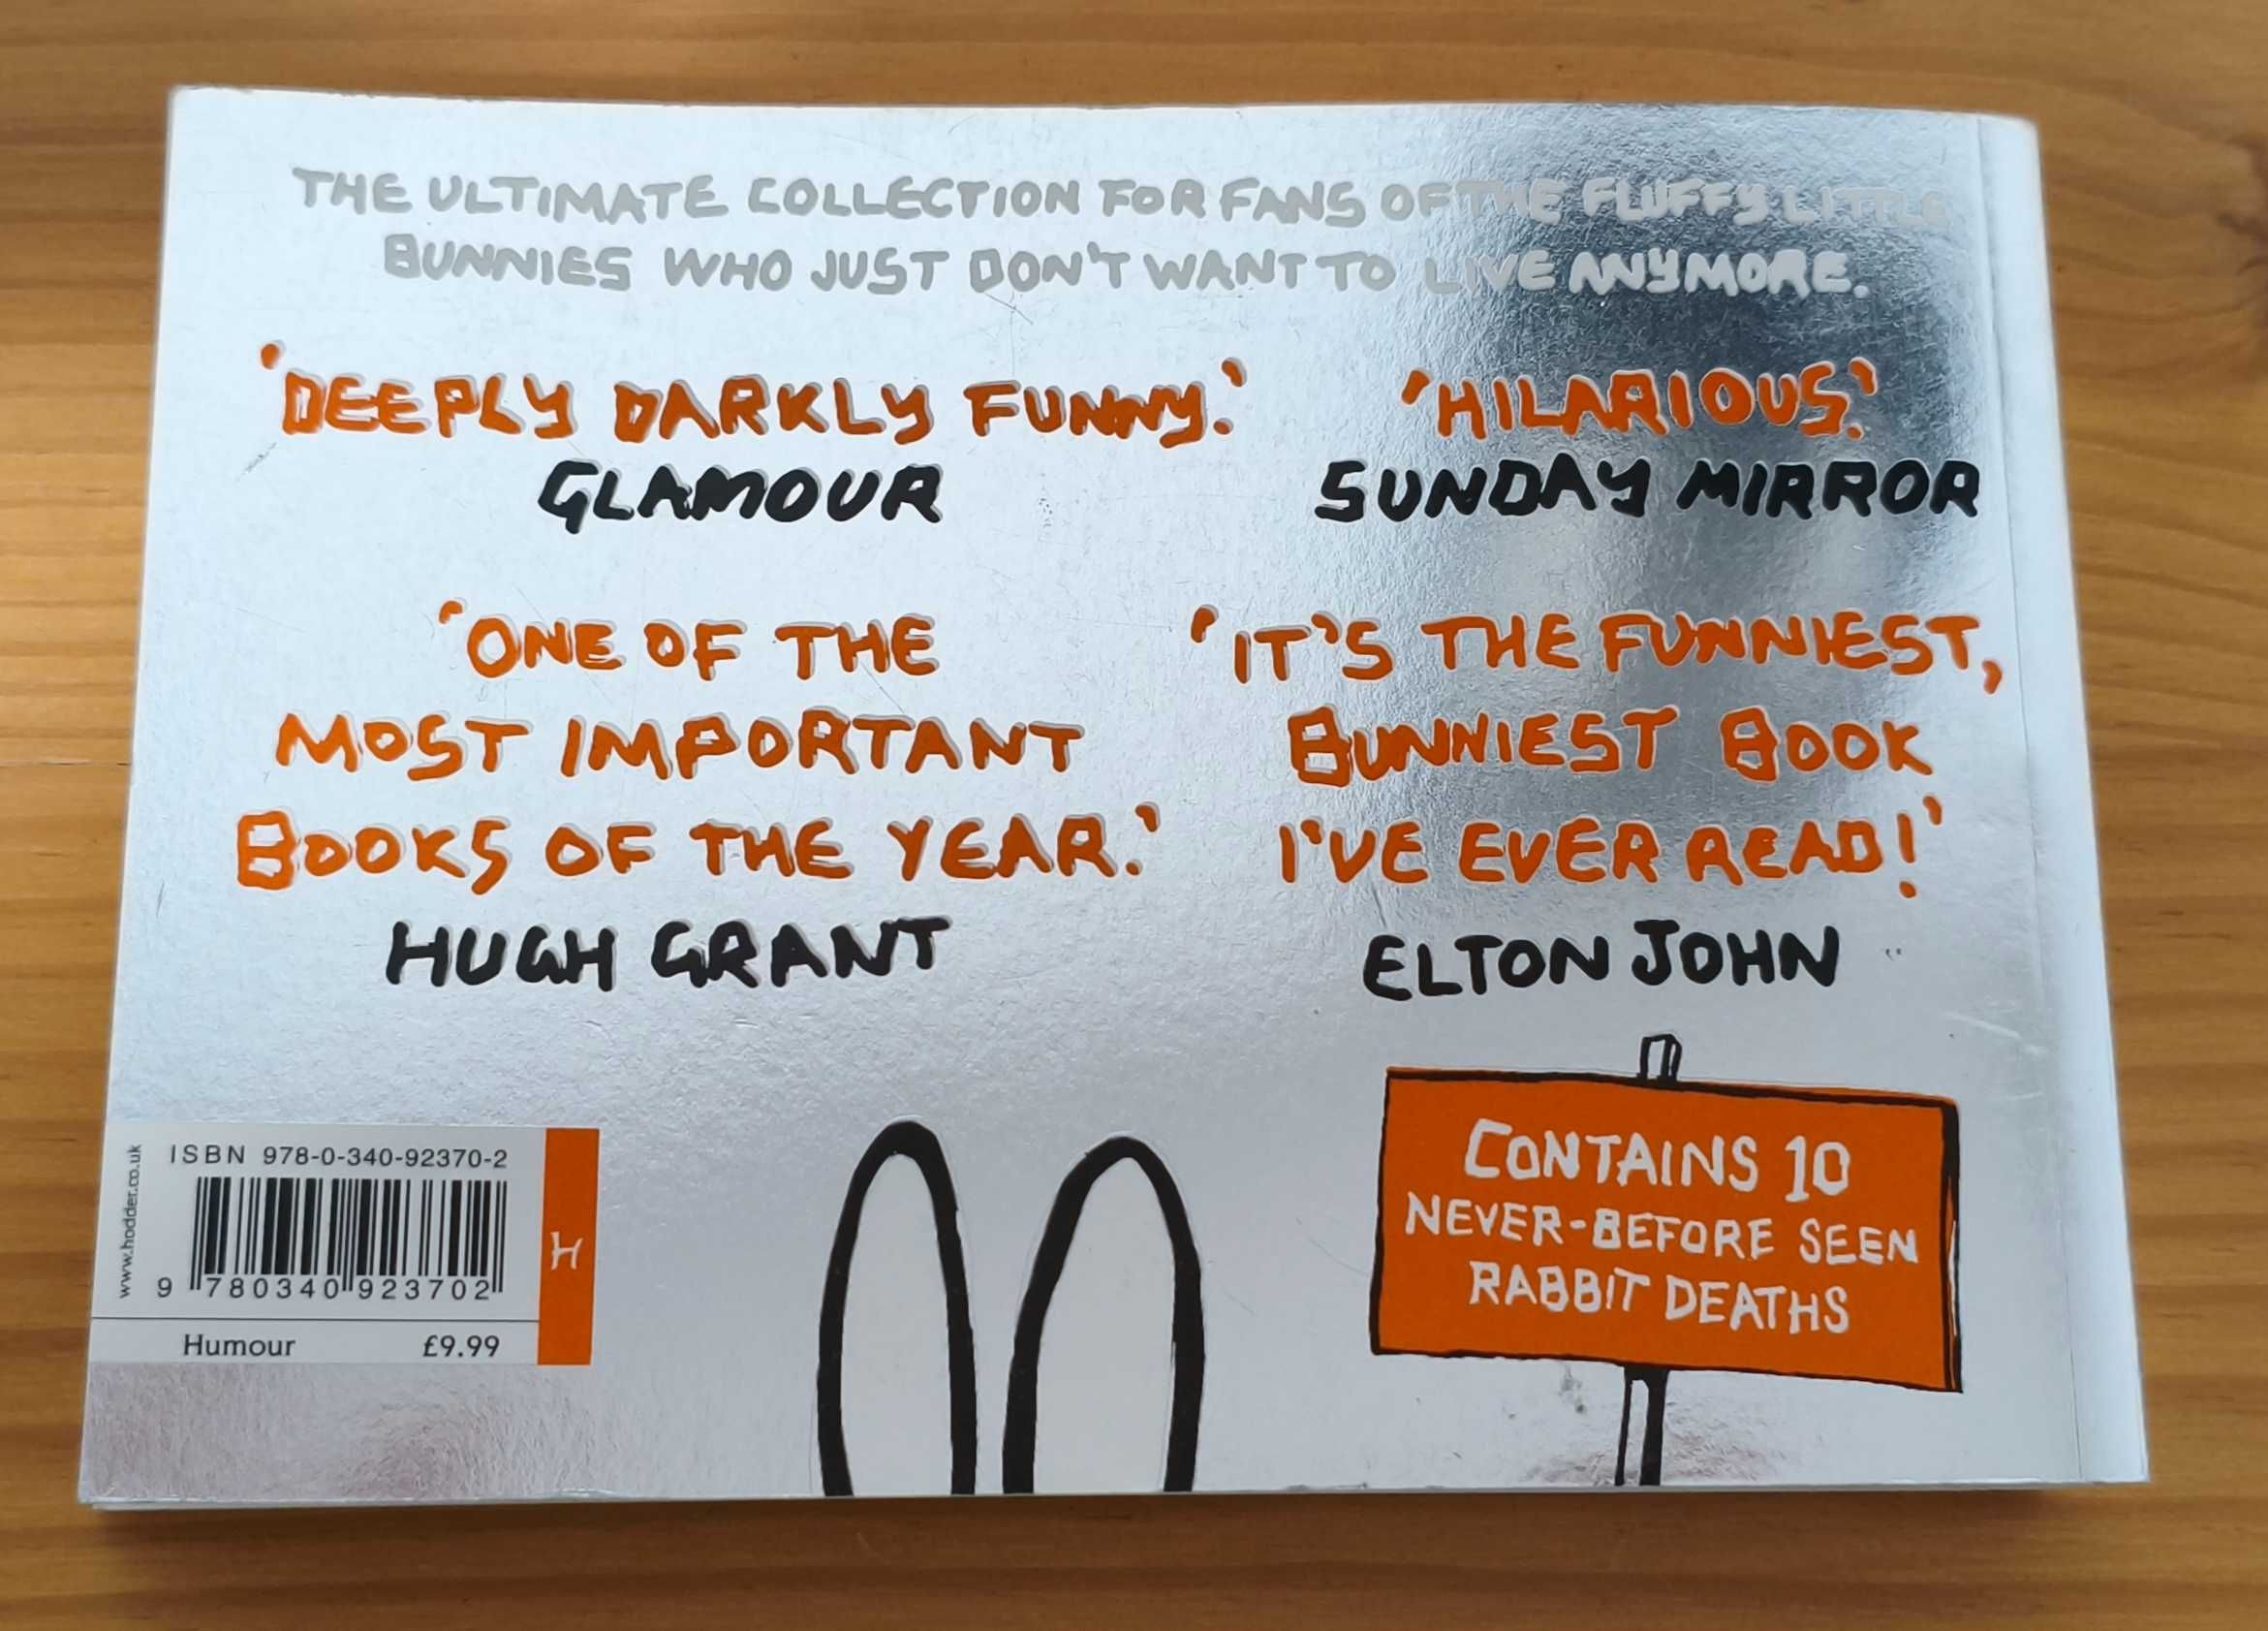 THE ULTIMATE COLLECTION FOR FANS OF THE FLUFFY LITTLE
BUNNIES WHO JUST DON'T WANT TO LIVE ANYMORE.
'DEEPLY DARKLY FUNNY.'
GLAMOUR
'HILARIOUS.'
SUNDAY MIRROR
'ONE OF THE
MOST IMPORTANT
BOOKS OF THE YEAR.'
HUGH GRANT
'IT'S THE FUNNIEST,
BUNNIEST BOOK
I'VE EVER READ!'
ELTON JOHN
CONTAINS 10
NEVER-BEFORE SEEN
RABBIT DEATHS
www.hodder.co.uk
ISBN 978-0-340-92370-2
9 780340 923702
Humour £9.99
H